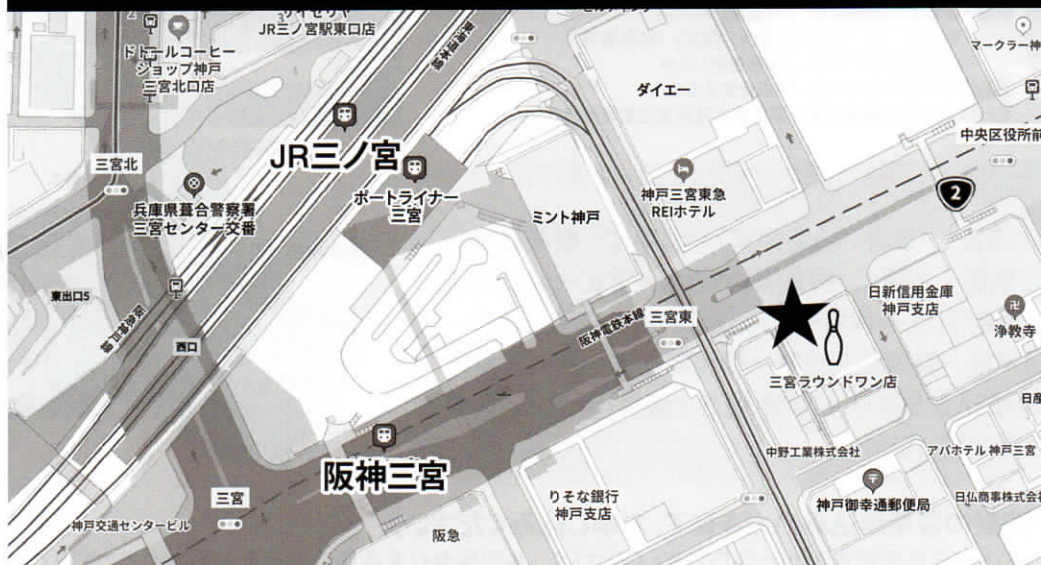 JR三ノ宮駅東口店
ドトールコーヒー
ショップ神戸
三宮北口店
東海道本線
ダイエー
マークラー神
中央区役所前
三宮北
JR三ノ宮
ポートライナー
三宮
神戸三宮東急
REIホテル
2
兵庫県葺合警察署
三宮センター交番
ミント神戸
東出口5
西口
阪神電鉄本線
三宮東
日新信用金庫
神戸支店
浄教寺
三宮ラウンドワン店
日産
阪神三宮
中野工業株式会社
アパホテル 神戸三宮
りそな銀行
神戸支店
神戸御幸通郵便局
日仏商事株式会社
三宮
神戸交通センタービル
阪急